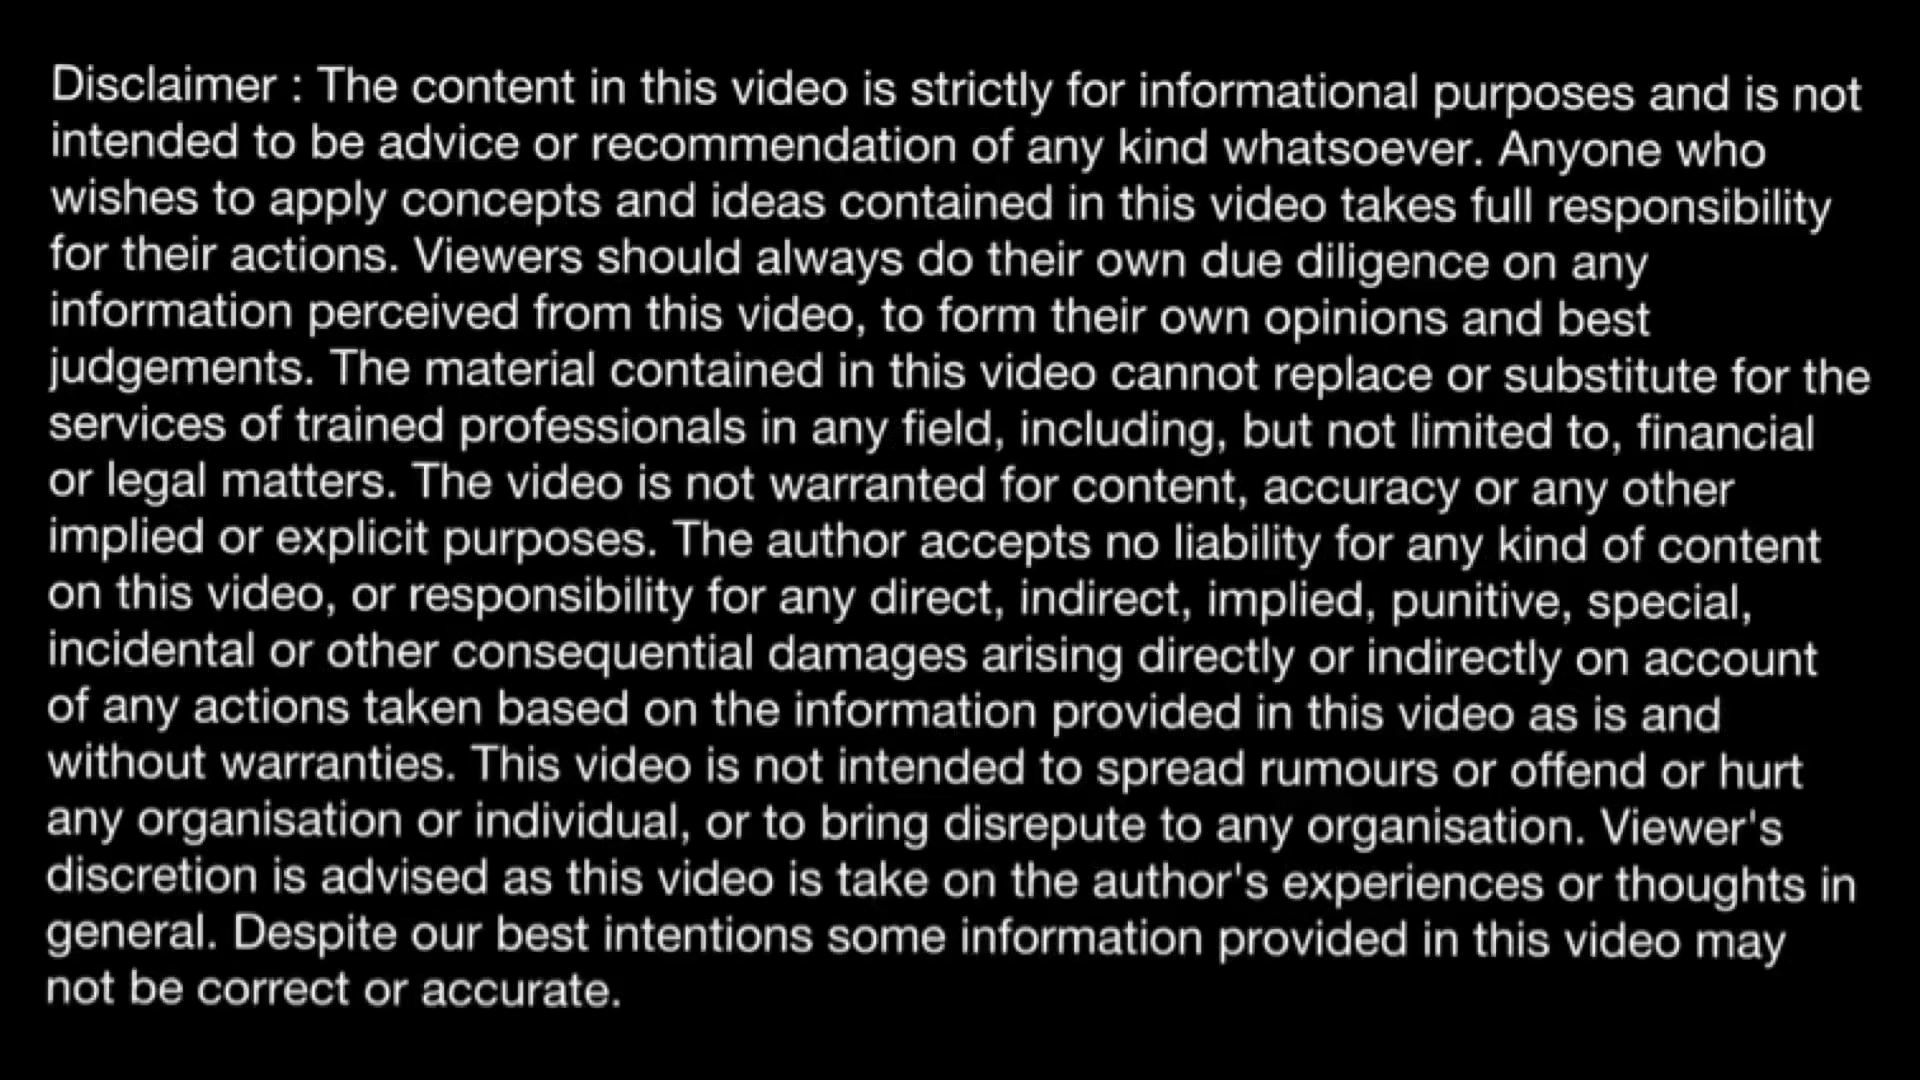 Disclaimer : The content in this video is strictly for informational purposes and is not
intended to be advice or recommendation of any kind whatsoever. Anyone who
wishes to apply concepts and ideas contained in this video takes full responsibility
for their actions. Viewers should always do their own due diligence on any
information perceived from this video, to form their own opinions and best
judgements. The material contained in this video cannot replace or substitute for the
services of trained professionals in any field, including, but not limited to, financial
or legal matters. The video is not warranted for content, accuracy or any other
implied or explicit purposes. The author accepts no liability for any kind of content
on this video, or responsibility for any direct, indirect, implied, punitive, special,
incidental or other consequential damages arising directly or indirectly on account
of any actions taken based on the information provided in this video as is and
without warranties. This video is not intended to spread rumours or offend or hurt
any organisation or individual, or to bring disrepute to any organisation. Viewer's
discretion is advised as this video is take on the author's experiences or thoughts in
general. Despite our best intentions some information provided in this video may
not be correct or accurate.